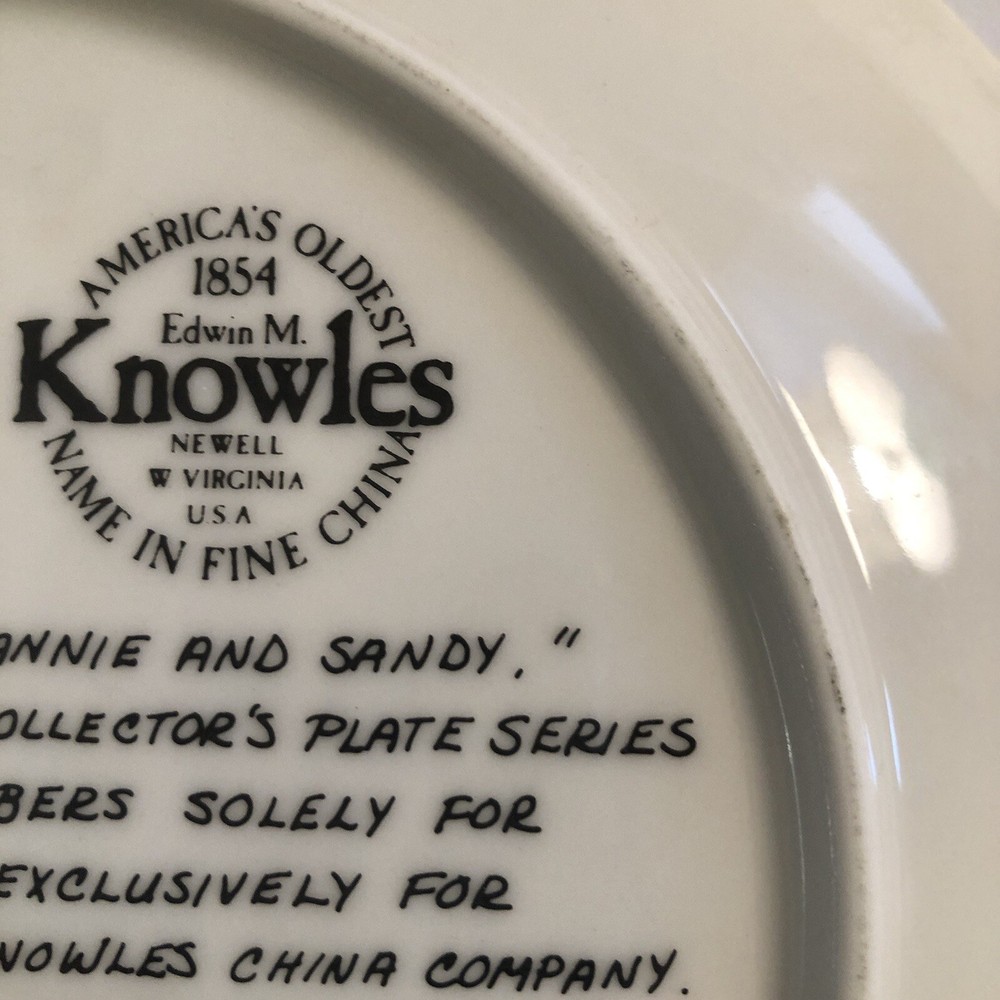 AMERICA'S OLDEST
1854
Edwin M.
Knowles
NEWELL
W VIRGINIA
U.S.A
NAME IN FINE CHINA
ANNIE AND SANDY."
OLLECTOR'S PLATE SERIES
BERS SOLELY FOR
EXCLUSIVELY FOR
NOWLES CHINA COMPANY.